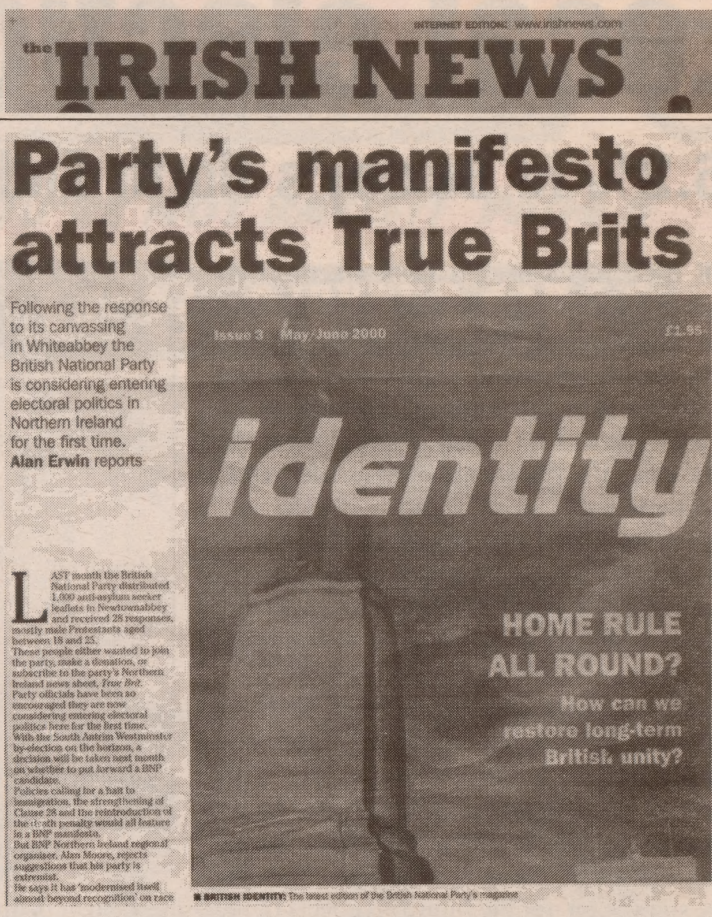 INTERNET EDITION: www.irishnews.com
the IRISH NEWS
Party's manifesto
attracts True Brits
Following the response
to its canvassing
in Whiteabbey the
British National Party
is considering entering
electoral politics in
Northern Ireland
for the first time.
Alan Erwin reports
LAST month the British
National Party distributed
1,000 anti-asylum seeker
leaflets in Newtownabbey
and received 28 responses,
mostly male Protestants aged
between 18 and 25.
These people either wanted to join
the party, make a donation, or
subscribe to the party's Northern
Ireland news sheet, True Brit.
Party officials have been so
encouraged they are now
considering entering electoral
politics here for the first time.
With the South Antrim Westminster
by-election on the horizon, a
decision will be taken next month
on whether to put forward a BNP
candidate.
Policies calling for a halt to
immigration, the strengthening of
Clause 28 and the reintroduction of
the death penalty would all feature
in a BNP manifesto.
But BNP Northern Ireland regional
organiser, Alan Moore, rejects
suggestions that his party is
extremist.
He says it has 'modernised itself
almost beyond recognition' on race
Issue 3 May/June 2000
£1.95
identity
HOME RULE
ALL ROUND?
How can we
restore long-term
British unity?
■ BRITISH IDENTITY: The latest edition of the British National Party's magazine